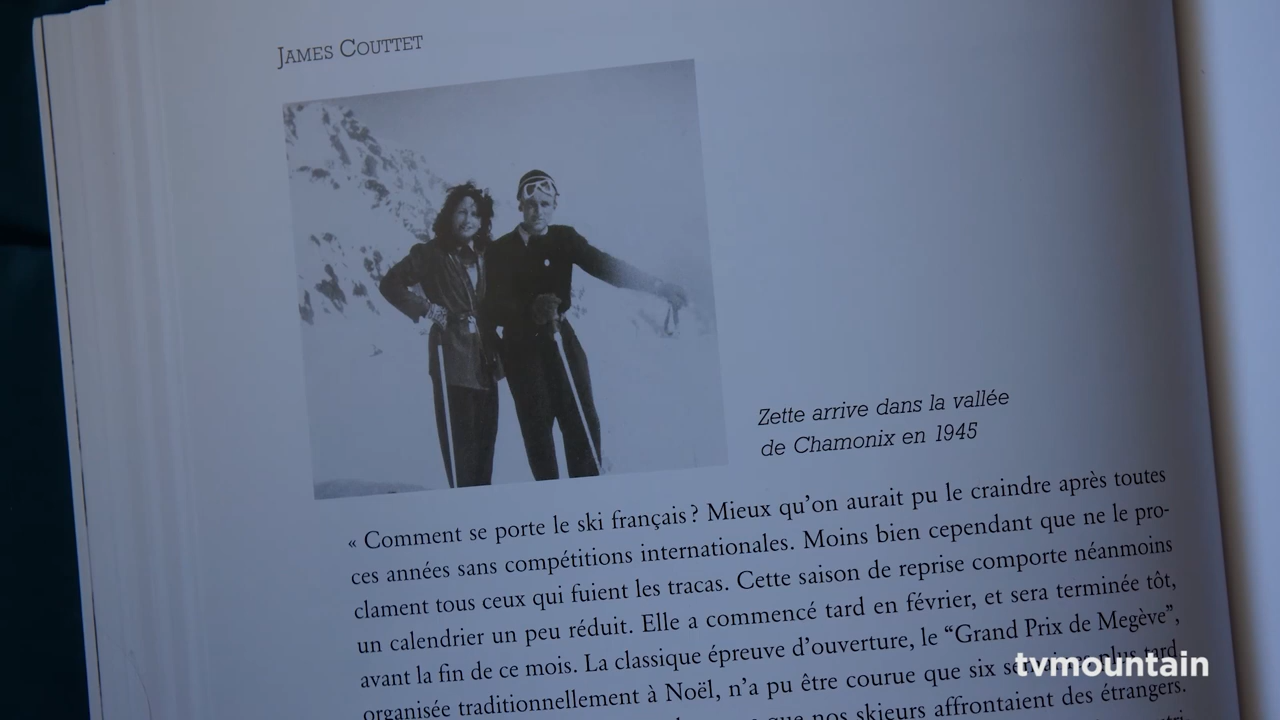 JAMES COUTTET
Zette arrive dans la vallée
de Chamonix en 1945
« Comment se porte le ski français ? Mieux qu'on aurait pu le craindre après toutes
ces années sans compétitions internationales. Moins bien cependant que ne le pro-
clament tous ceux qui fuient les tracas. Cette saison de reprise comporte néanmoins
un calendrier un peu réduit. Elle a commencé tard en février, et sera terminée tôt,
avant la fin de ce mois. La classique épreuve d'ouverture, le “Grand Prix de Megève”,
organisée traditionnellement à Noël, n'a pu être courue que six semaines plus tard
que nos skieurs affrontaient des étrangers.
tvmountain